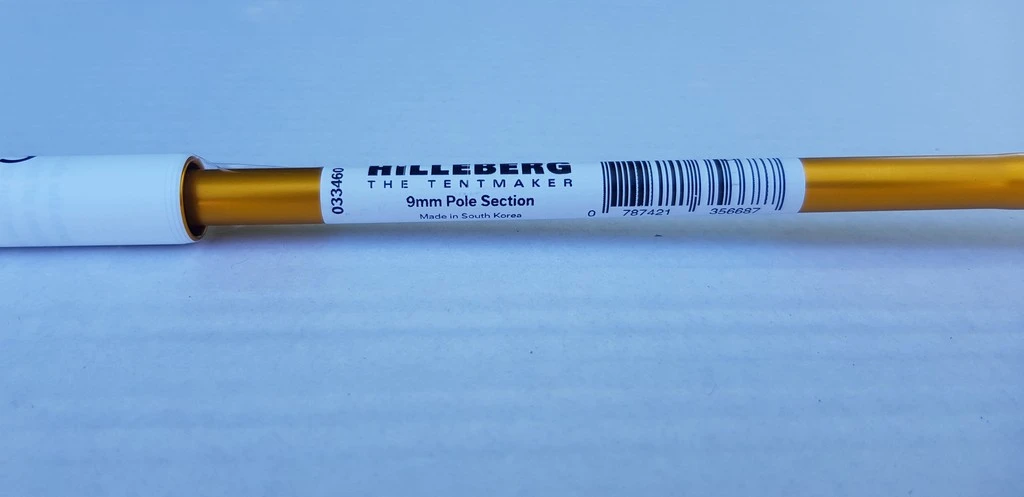 033460
HILLEBERG
THE TENTMAKER
9mm Pole Section
Made in South Korea
0 787421 356687